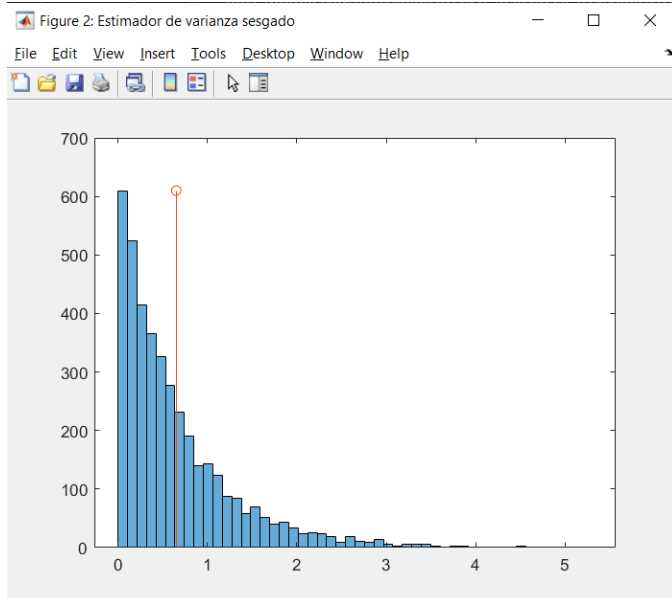 Figure 2: Estimador de varianza sesgado
File Edit View Insert Tools Desktop Window Help
700
600
500
400
300
200
100
0
0 1 2 3 4 5